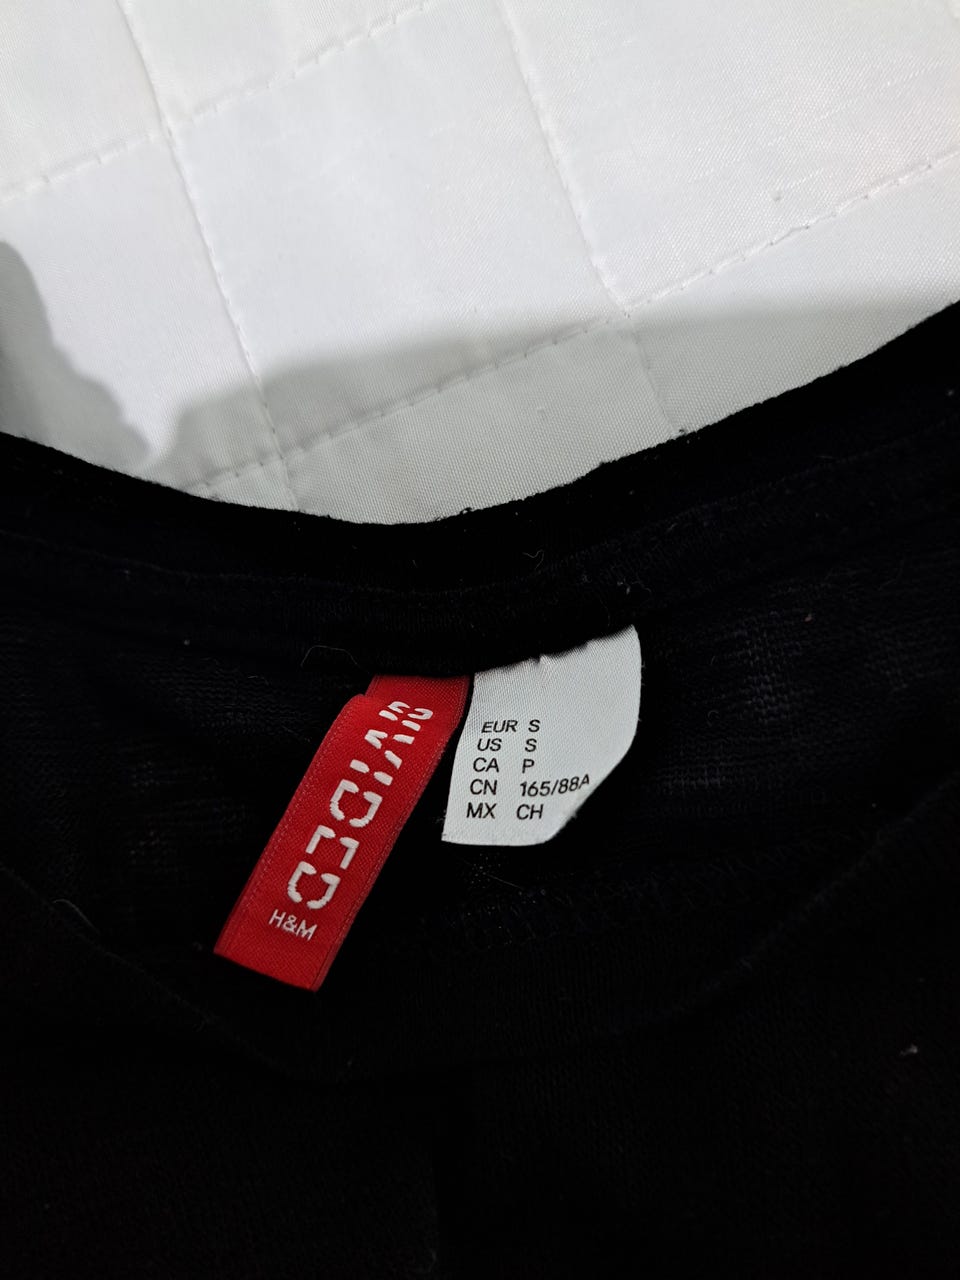 DIVIDED
H&M
EUR S
US S
CA P
CN 165/88A
MX CH